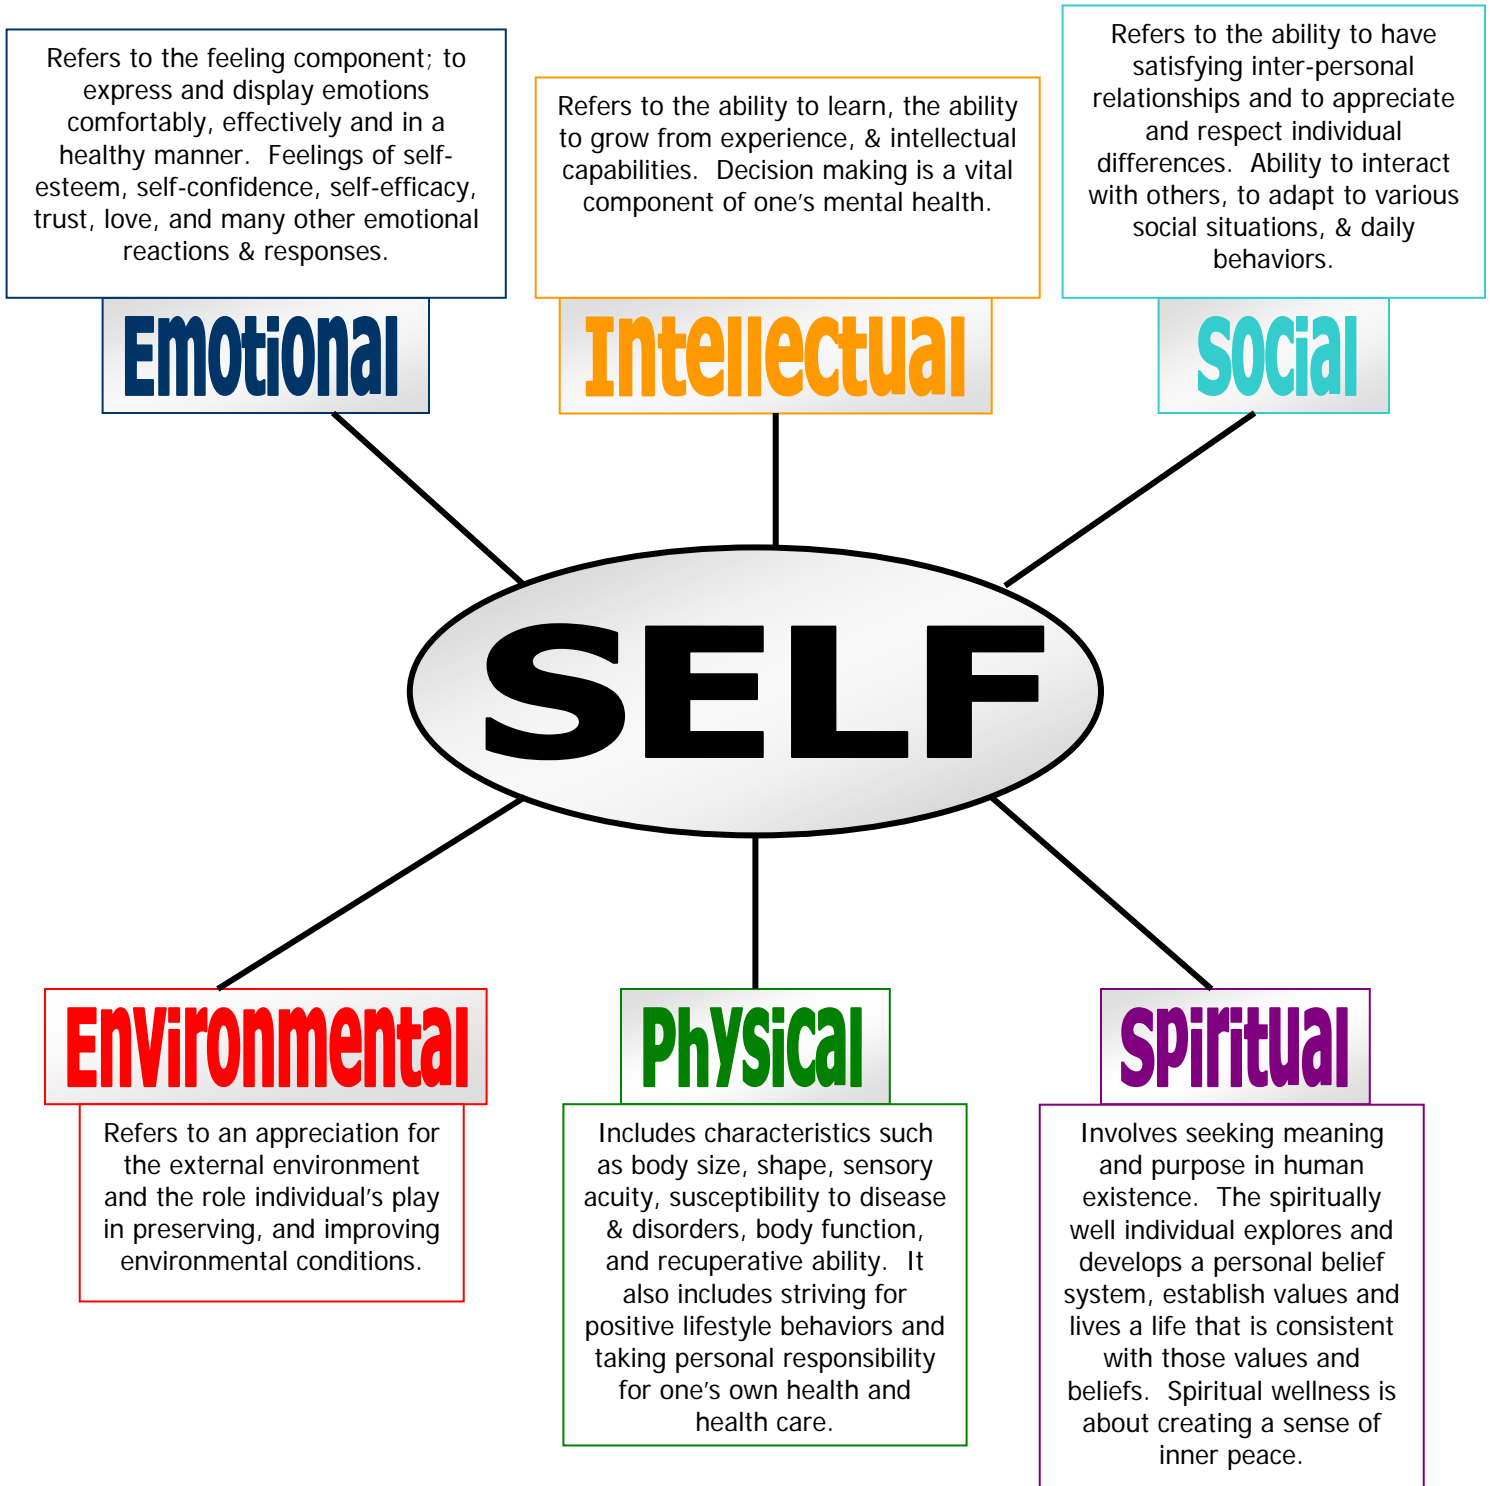 Refers to the feeling component; to
express and display emotions
comfortably, effectively and in a
healthy manner.  Feelings of self-
esteem, self-confidence, self-efficacy,
trust, love, and many other emotional
reactions & responses.
Emotional
Refers to the ability to learn, the ability
to grow from experience, & intellectual
capabilities.  Decision making is a vital
component of one's mental health.
Intellectual
Refers to the ability to have
satisfying inter-personal
relationships and to appreciate
and respect individual
differences.  Ability to interact
with others, to adapt to various
social situations, & daily
behaviors.
Social
SELF
Environmental
Refers to an appreciation for
the external environment
and the role individual's play
in preserving, and improving
environmental conditions.
Physical
Includes characteristics such
as body size, shape, sensory
acuity, susceptibility to disease
& disorders, body function,
and recuperative ability.  It
also includes striving for
positive lifestyle behaviors and
taking personal responsibility
for one's own health and
health care.
Spiritual
Involves seeking meaning
and purpose in human
existence.  The spiritually
well individual explores and
develops a personal belief
system, establish values and
lives a life that is consistent
with those values and
beliefs.  Spiritual wellness is
about creating a sense of
inner peace.